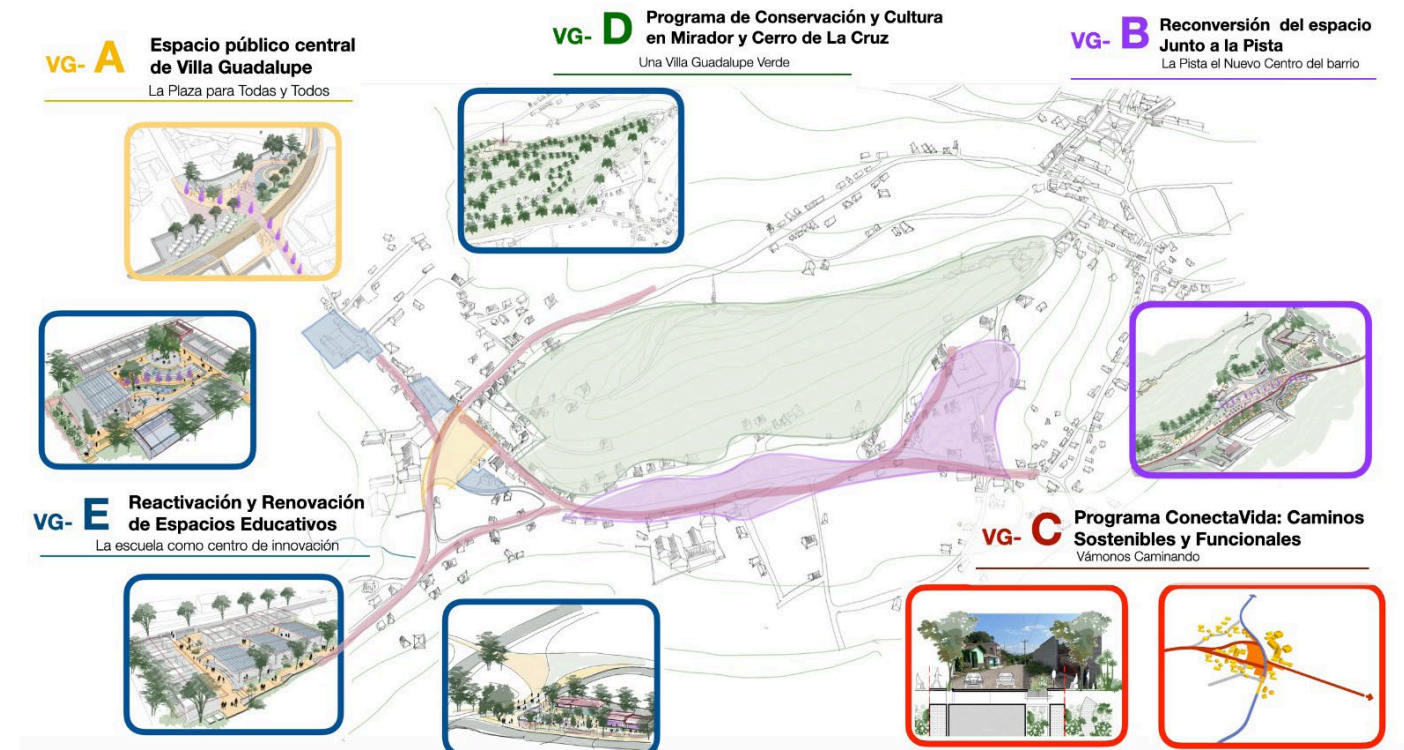 VG- A
Espacio público central
de Villa Guadalupe
La Plaza para Todas y Todos
VG- D
Programa de Conservación y Cultura
en Mirador y Cerro de La Cruz
Una Villa Guadalupe Verde
VG- B
Reconversión del espacio
Junto a la Pista
La Pista el Nuevo Centro del barrio
VG- E
Reactivación y Renovación
de Espacios Educativos
La escuela como centro de innovación
VG- C
Programa ConectaVida: Caminos
Sostenibles y Funcionales
Vámonos Caminando